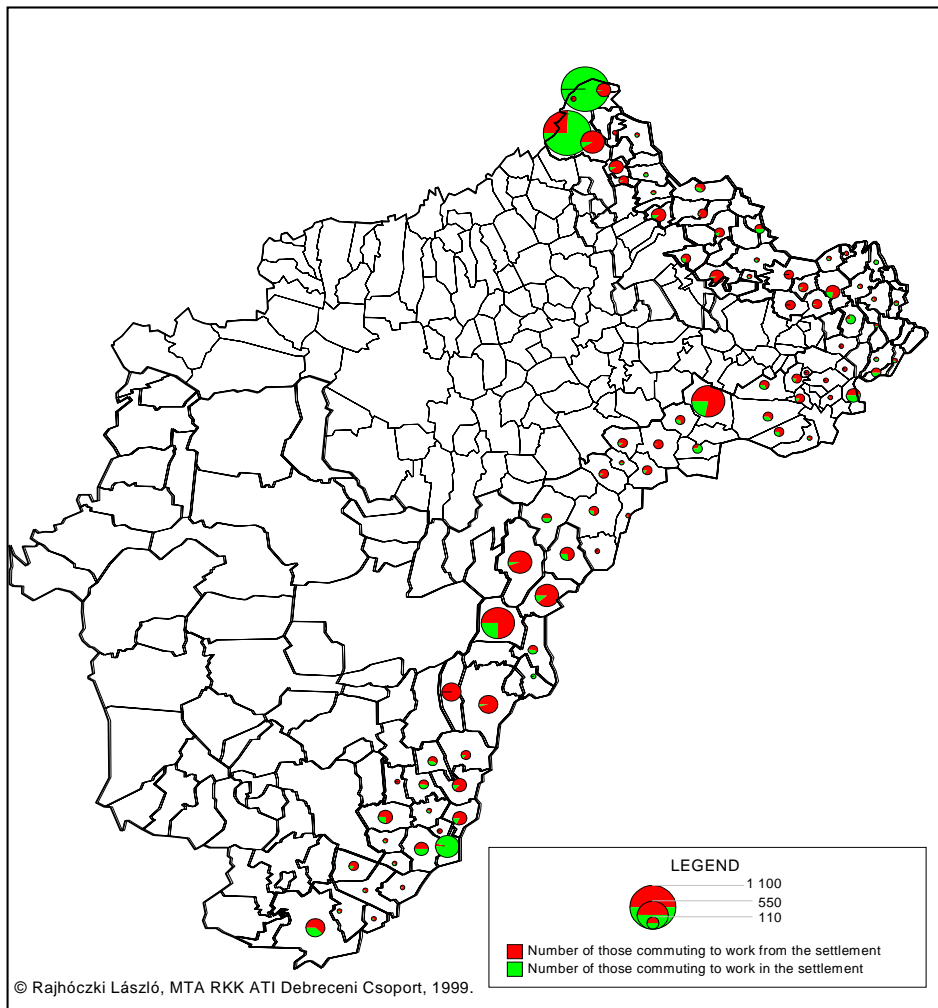 LEGEND
1 100
550
110
Number of those commuting to work from the settlement
Number of those commuting to work in the settlement
© Rajhóczki László, MTA RKK ATI Debreceni Csoport, 1999.